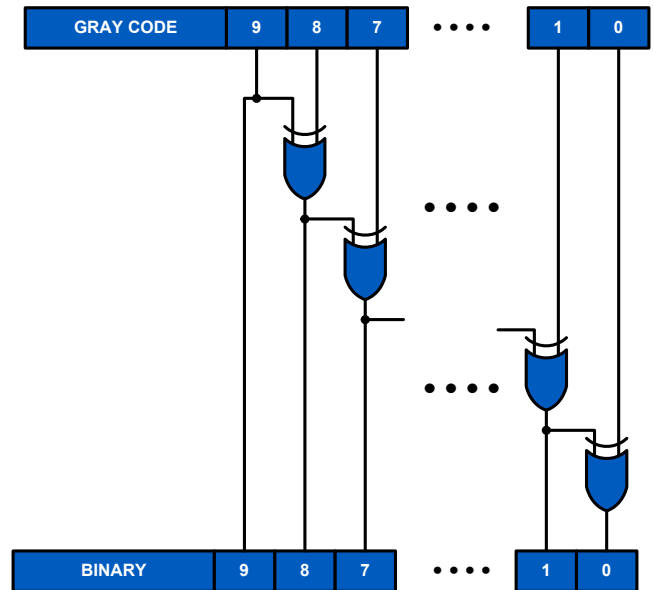 GRAY CODE 9 8 7 •••• 1 0
BINARY 9 8 7 •••• 1 0